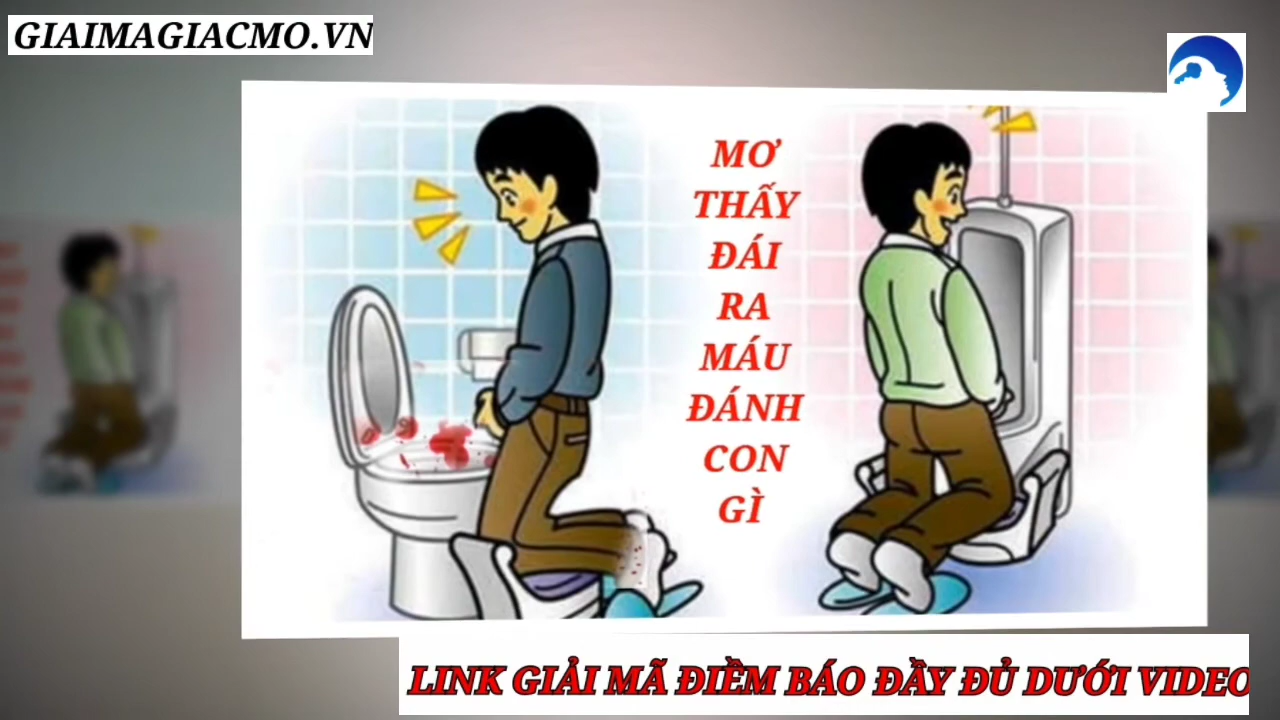 GIAIMAGIACMO.VN
MƠ
THẤY
ĐÁI
RA
MÁU
ĐÁNH
CON
GÌ
LINK GIẢI MÃ ĐIỀM BÁO ĐẦY ĐỦ DƯỚI VIDEO